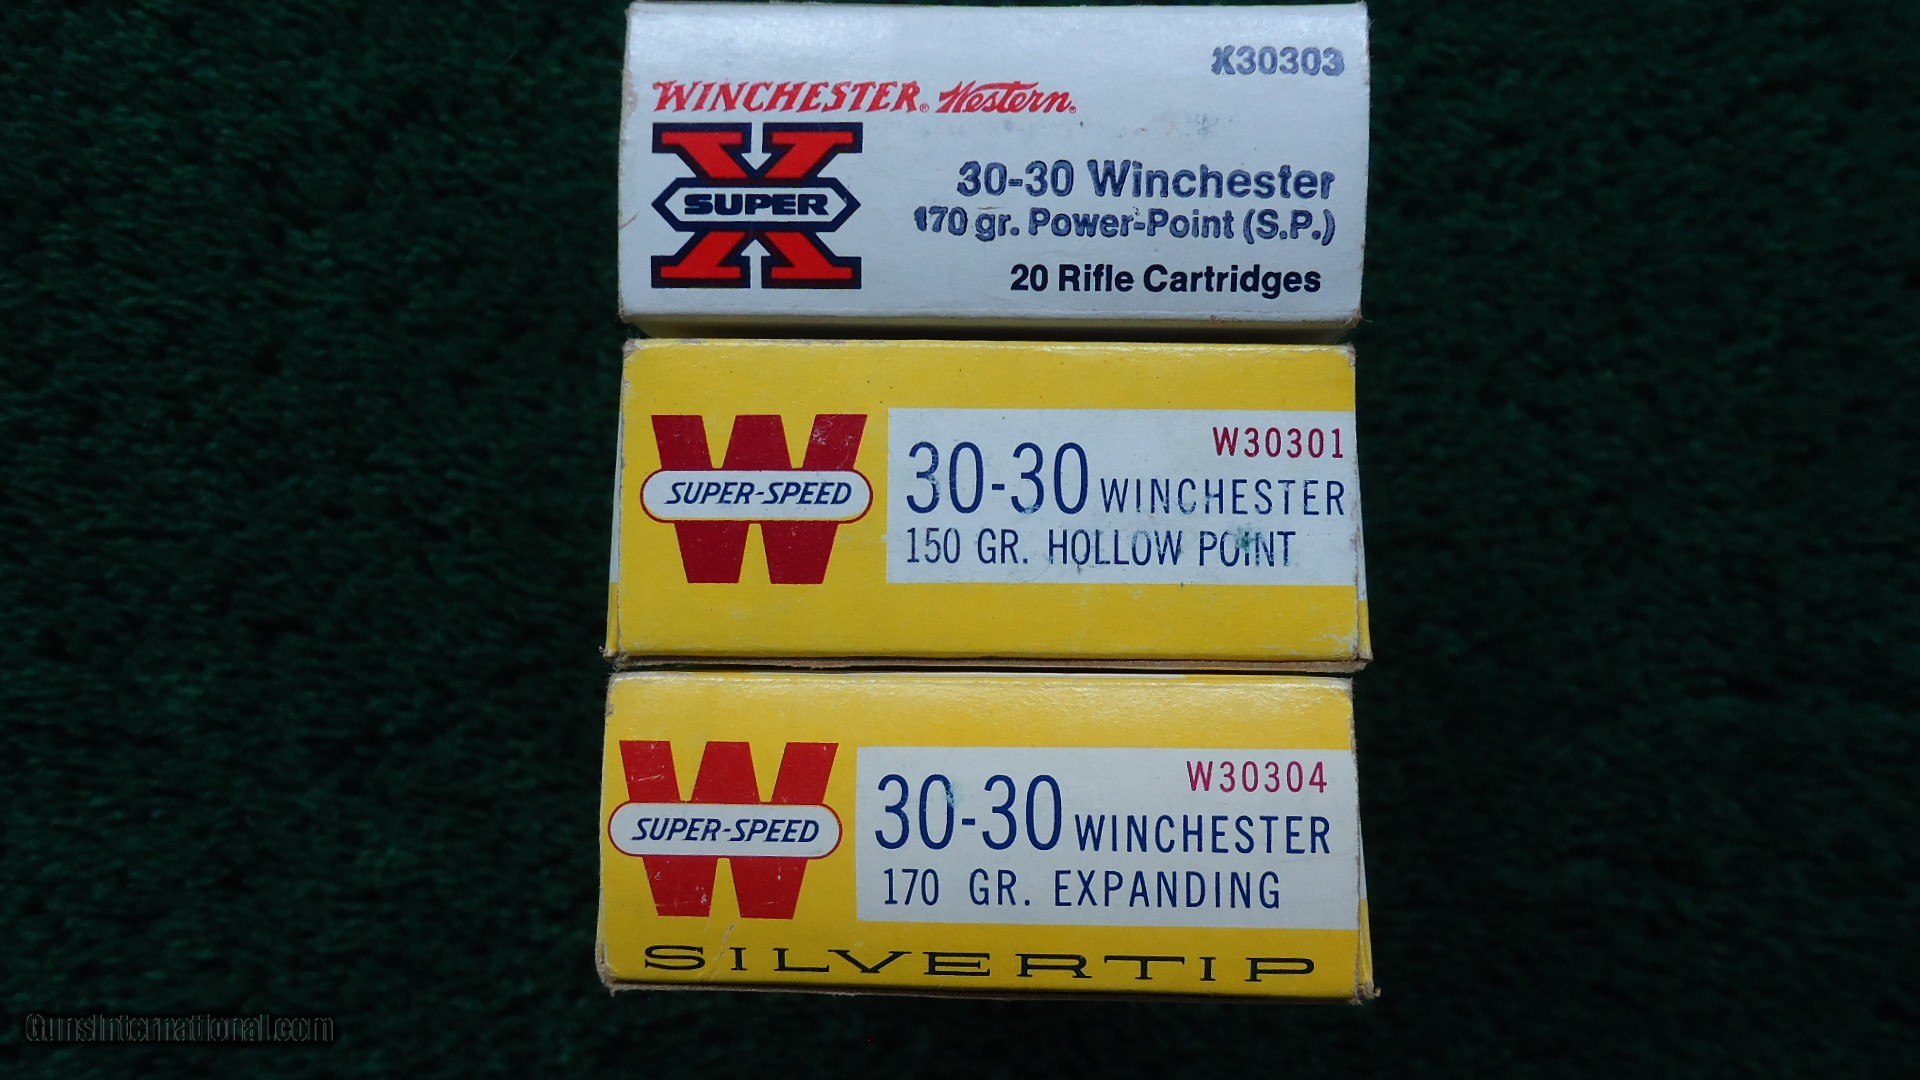 X30303
WINCHESTER® Western®
X
SUPER
30-30 Winchester
170 gr. Power-Point (S.P.)
20 Rifle Cartridges
W
SUPER-SPEED
W30301
30-30 WINCHESTER
150 GR. HOLLOW POINT
W
SUPER-SPEED
W30304
30-30 WINCHESTER
170 GR. EXPANDING
SILVERTIP
GunsInternational.com